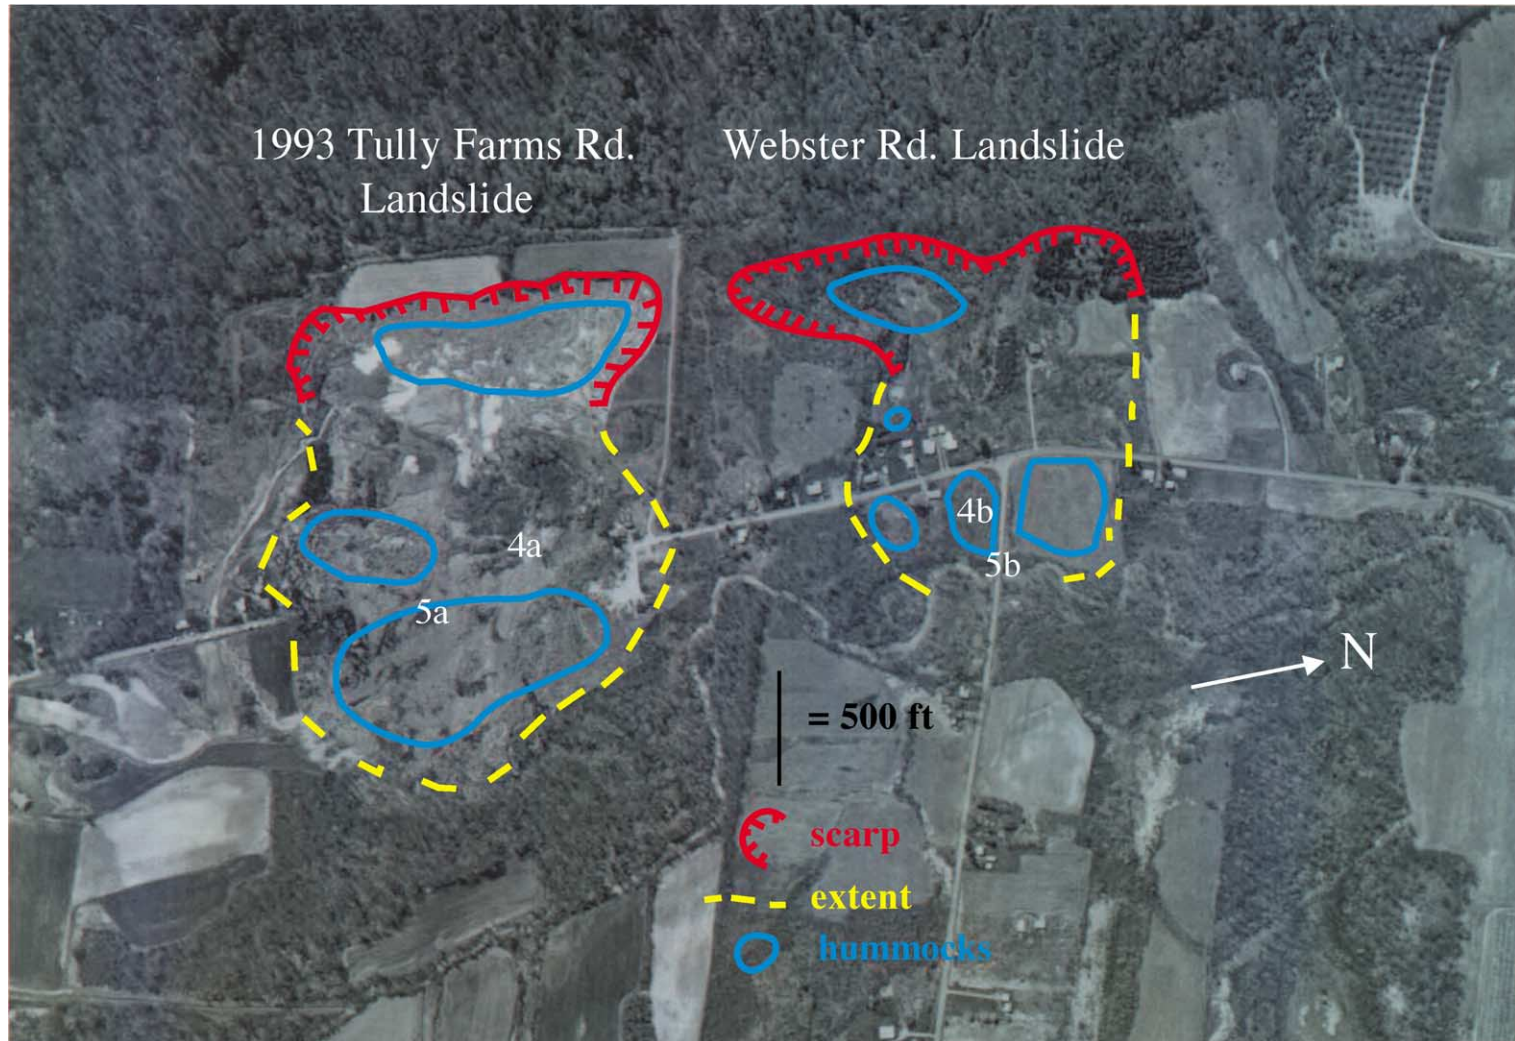 1993 Tully Farms Rd.
Landslide
Webster Rd. Landslide
4a
4b
5a
5b
N
= 500 ft
scarp
extent
hummocks